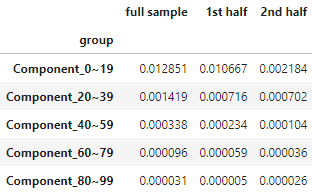 full sample 1st half 2nd half
group
Component_0~19 0.012851 0.010667 0.002184
Component_20~39 0.001419 0.000716 0.000702
Component_40~59 0.000338 0.000234 0.000104
Component_60~79 0.000096 0.000059 0.000036
Component_80~99 0.000031 0.000005 0.000026